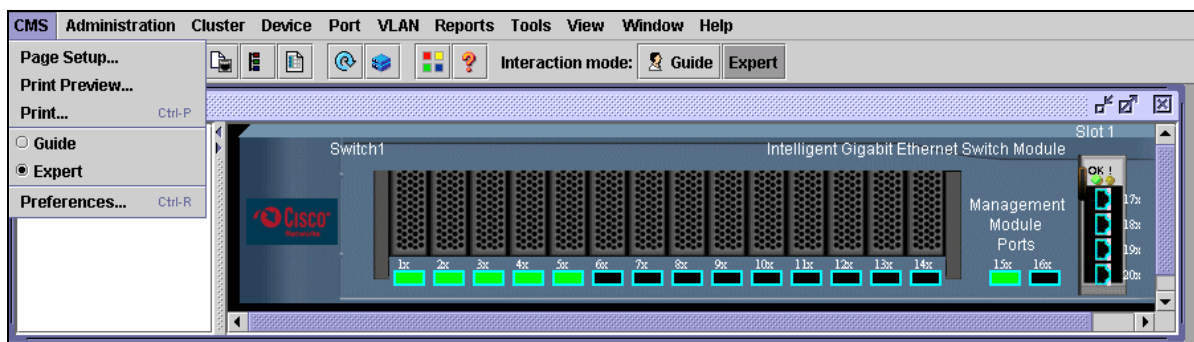 CMS Administration Cluster Device Port VLAN Reports Tools View Window Help
Page Setup...
Print Preview...
Print... Ctrl-P
Guide
Expert
Preferences... Ctrl-R
Interaction mode: Guide Expert
Slot 1
Switch1 Intelligent Gigabit Ethernet Switch Module
OK !
CISCO
Networks
Management
Module
Ports
1x 2x 3x 4x 5x 6x 7x 8x 9x 10x 11x 12x 13x 14x 15x 16x
17x
18x
19x
20x